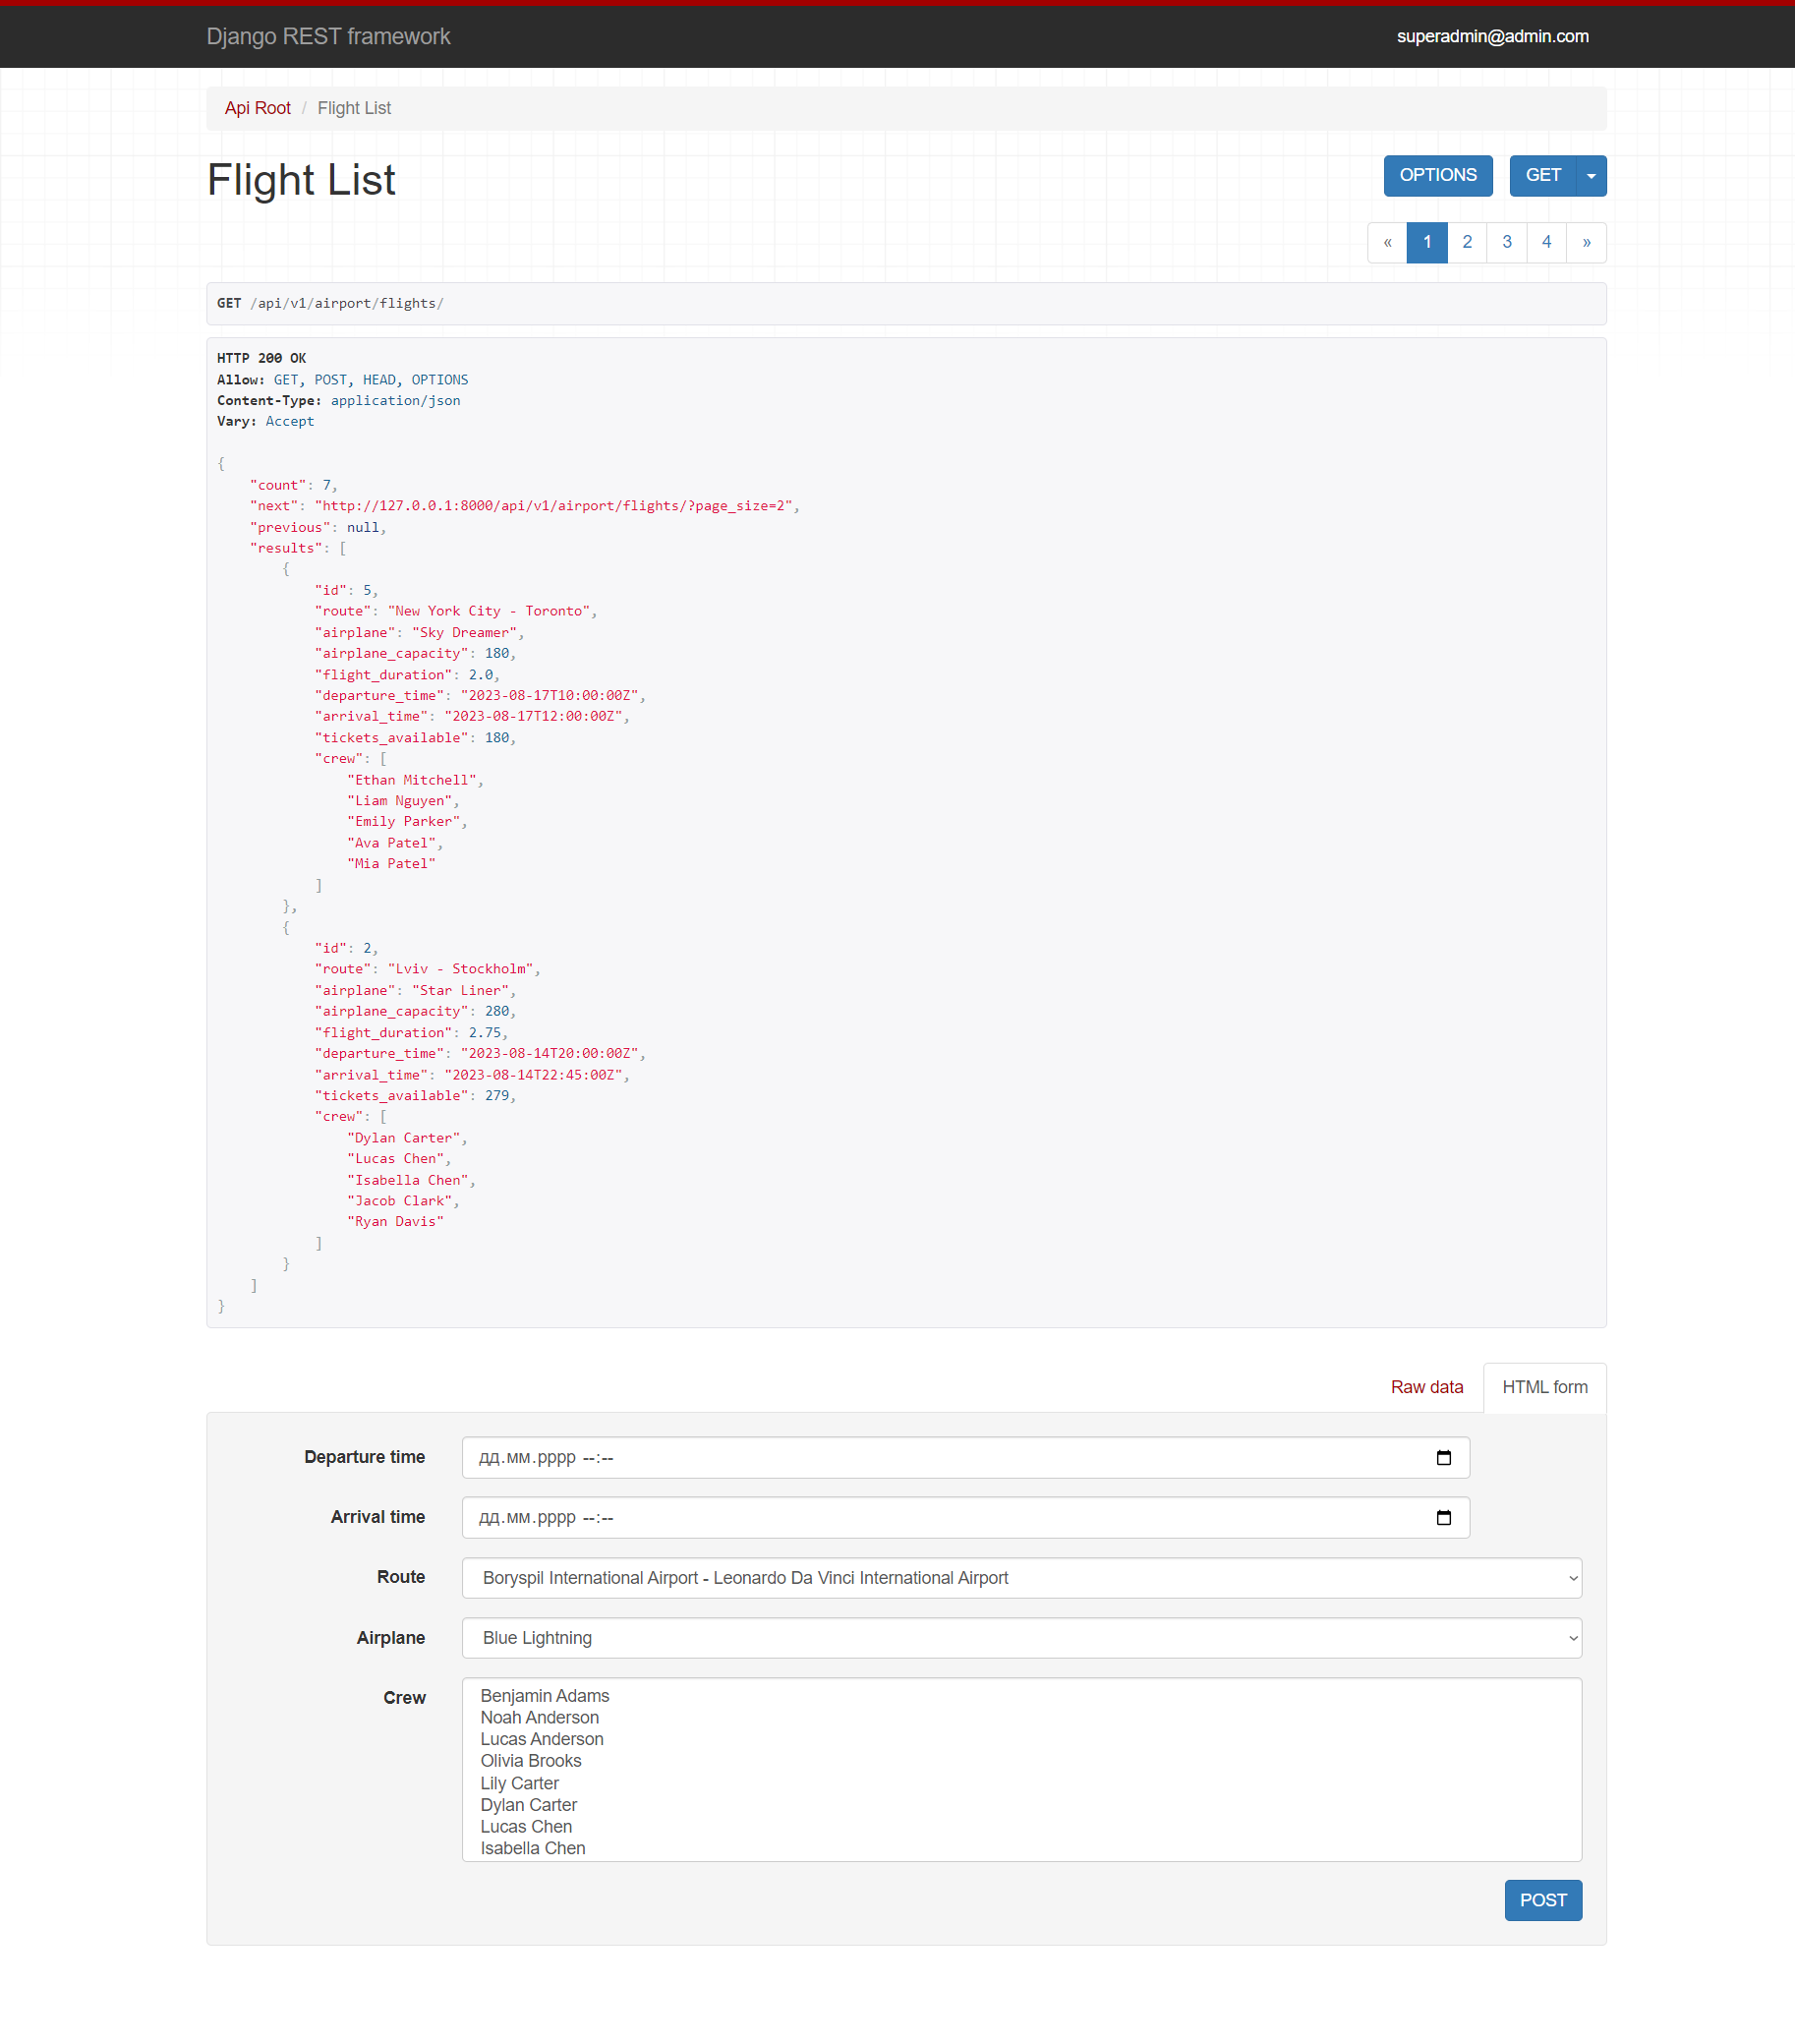 Django REST framework
superadmin@admin.com
Api Root / Flight List
Flight List
OPTIONS
GET
« 1 2 3 4 »
GET /api/v1/airport/flights/
HTTP 200 OK
Allow: GET, POST, HEAD, OPTIONS
Content-Type: application/json
Vary: Accept
{
    "count": 7,
    "next": "http://127.0.0.1:8000/api/v1/airport/flights/?page_size=2",
    "previous": null,
    "results": [
        {
            "id": 5,
            "route": "New York City - Toronto",
            "airplane": "Sky Dreamer",
            "airplane_capacity": 180,
            "flight_duration": 2.0,
            "departure_time": "2023-08-17T10:00:00Z",
            "arrival_time": "2023-08-17T12:00:00Z",
            "tickets_available": 180,
            "crew": [
                "Ethan Mitchell",
                "Liam Nguyen",
                "Emily Parker",
                "Ava Patel",
                "Mia Patel"
            ]
        },
        {
            "id": 2,
            "route": "Lviv - Stockholm",
            "airplane": "Star Liner",
            "airplane_capacity": 280,
            "flight_duration": 2.75,
            "departure_time": "2023-08-14T20:00:00Z",
            "arrival_time": "2023-08-14T22:45:00Z",
            "tickets_available": 279,
            "crew": [
                "Dylan Carter",
                "Lucas Chen",
                "Isabella Chen",
                "Jacob Clark",
                "Ryan Davis"
            ]
        }
    ]
}
Raw data
HTML form
Departure time
дд.мм.рррр --:--
Arrival time
дд.мм.рррр --:--
Route
Boryspil International Airport - Leonardo Da Vinci International Airport
Airplane
Blue Lightning
Crew
Benjamin Adams
Noah Anderson
Lucas Anderson
Olivia Brooks
Lily Carter
Dylan Carter
Lucas Chen
Isabella Chen
POST